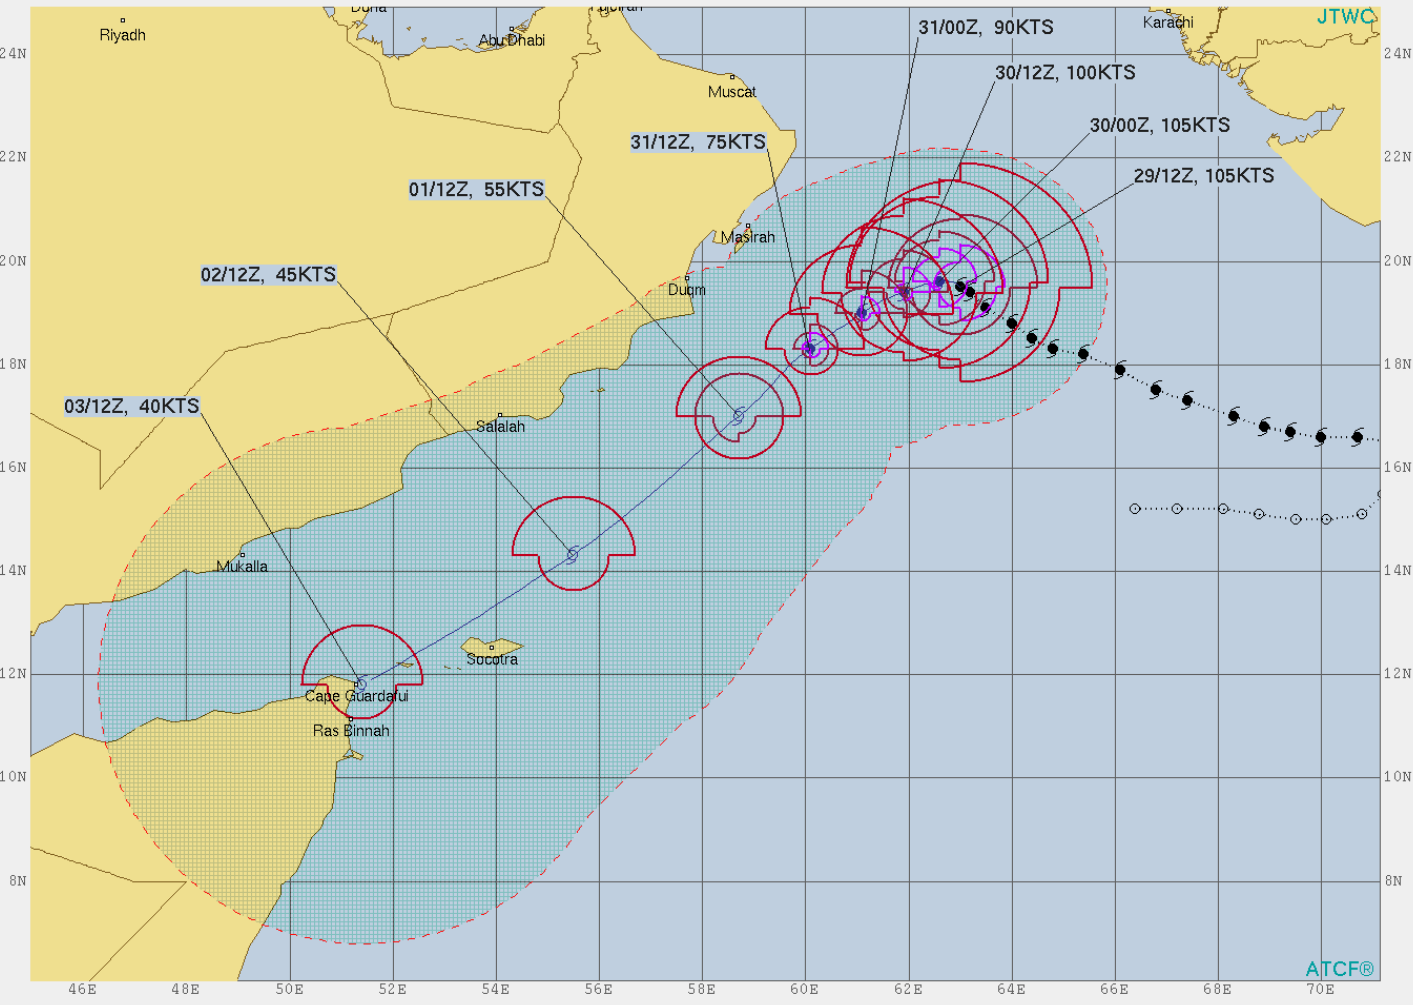 Doha
Fujcirah
JTWC
Riyadh
Abu Dhabi
Karachi
31/00Z, 90KTS
24N
24N
30/12Z, 100KTS
Muscat
30/00Z, 105KTS
31/12Z, 75KTS
22N
22N
29/12Z, 105KTS
01/12Z, 55KTS
Masirah
20N
20N
02/12Z, 45KTS
Duqm
18N
18N
03/12Z, 40KTS
Salalah
16N
16N
Mukalla
14N
14N
Socotra
12N
12N
Cape Guardafui
Ras Binnah
10N
10N
8N
8N
ATCF®
46E 48E 50E 52E 54E 56E 58E 60E 62E 64E 66E 68E 70E